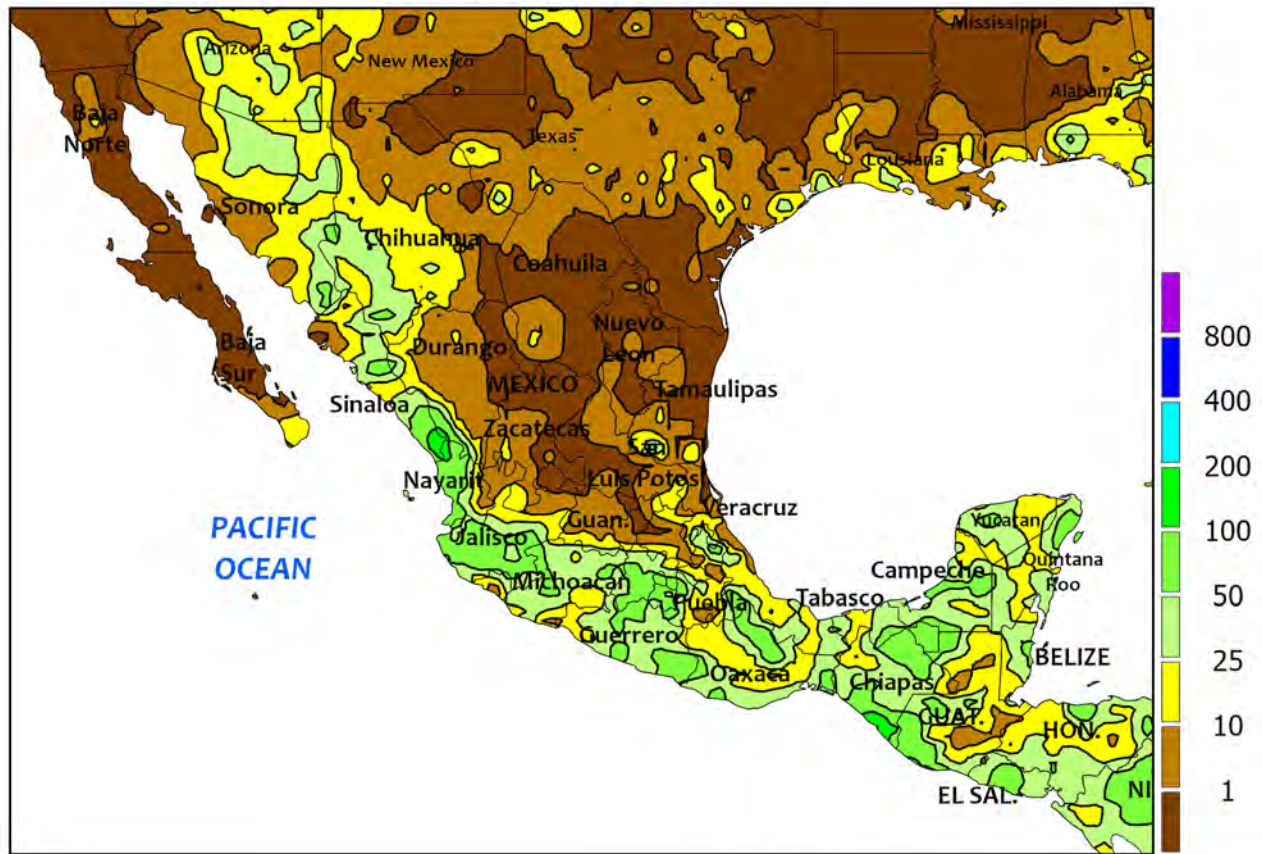 Mississippi
Arizona
New Mexico
Alabama
Baja
Norte
Texas
Lousiana
Sonora
Chihuahua
Coahuila
Nuevo
Leon
Baja
Sur
Durango
MEXICO
Tamaulipas
Sinaloa
Zacatecas
San
Luis Potosi
Nayarit
Veracruz
Guan.
Yucatan
PACIFIC
OCEAN
Jalisco
Quintana
Roo
Campeche
Michoacan
Puebla
Tabasco
Guerrero
BELIZE
Oaxaca
Chiapas
GUAT.
HON.
EL SAL.
NI
800
400
200
100
50
25
10
1